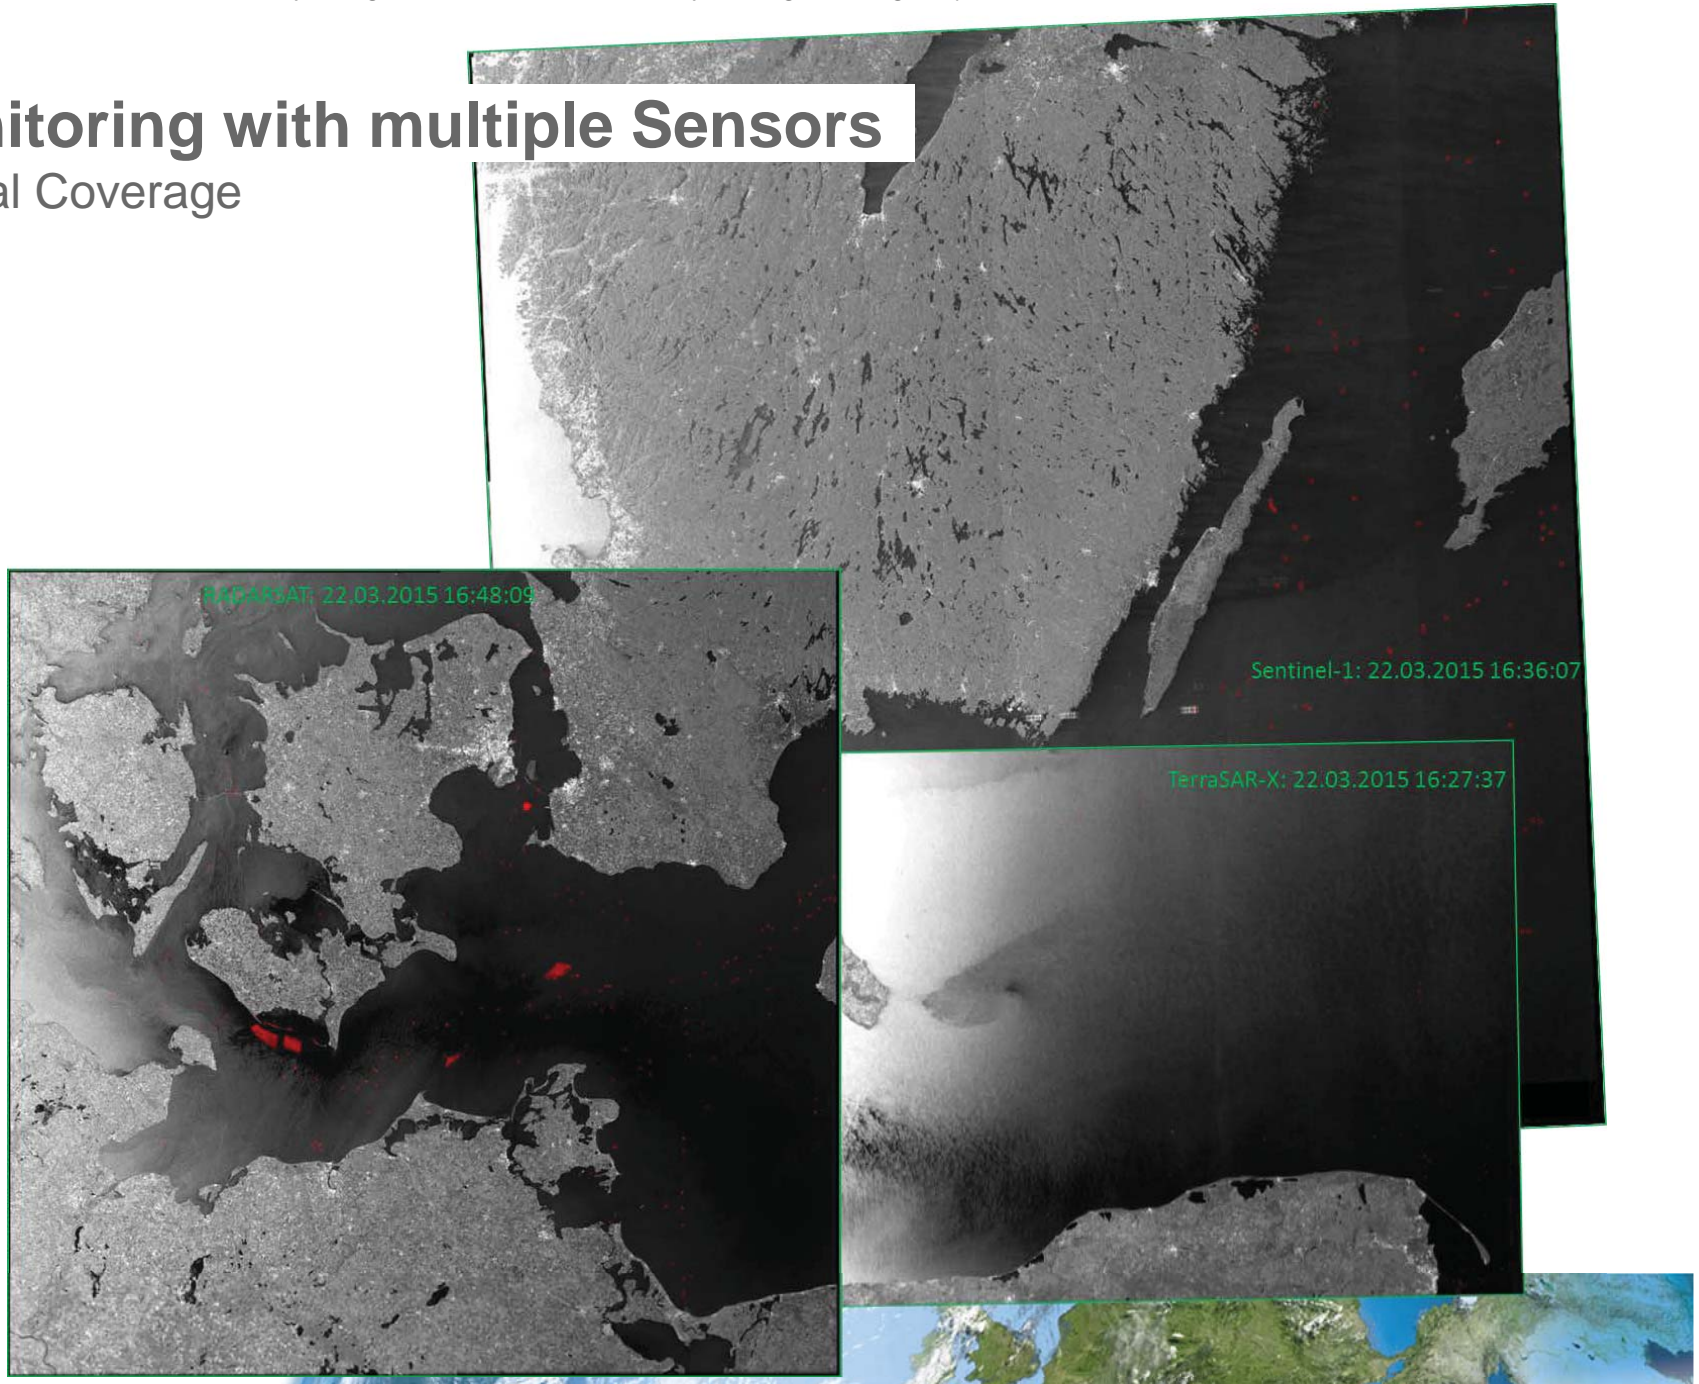 nitoring with multiple Sensors
al Coverage
RADARSAT: 22.03.2015 16:48:09
Sentinel-1: 22.03.2015 16:36:07
TerraSAR-X: 22.03.2015 16:27:37